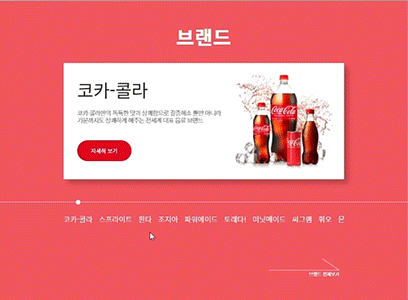 브랜드
코카-콜라
코카-콜라만의 독특한 맛과 상쾌함으로 갈증해소 뿐만 아니라
기분까지도 상쾌하게 해주는 전세계 대표 음료 브랜드
자세히 보기
Coca-Cola
코카-콜라 스프라이트 환타 조지아 파워에이드 토레타! 미닛메이드 씨그램 휘오
브랜드 전체보기